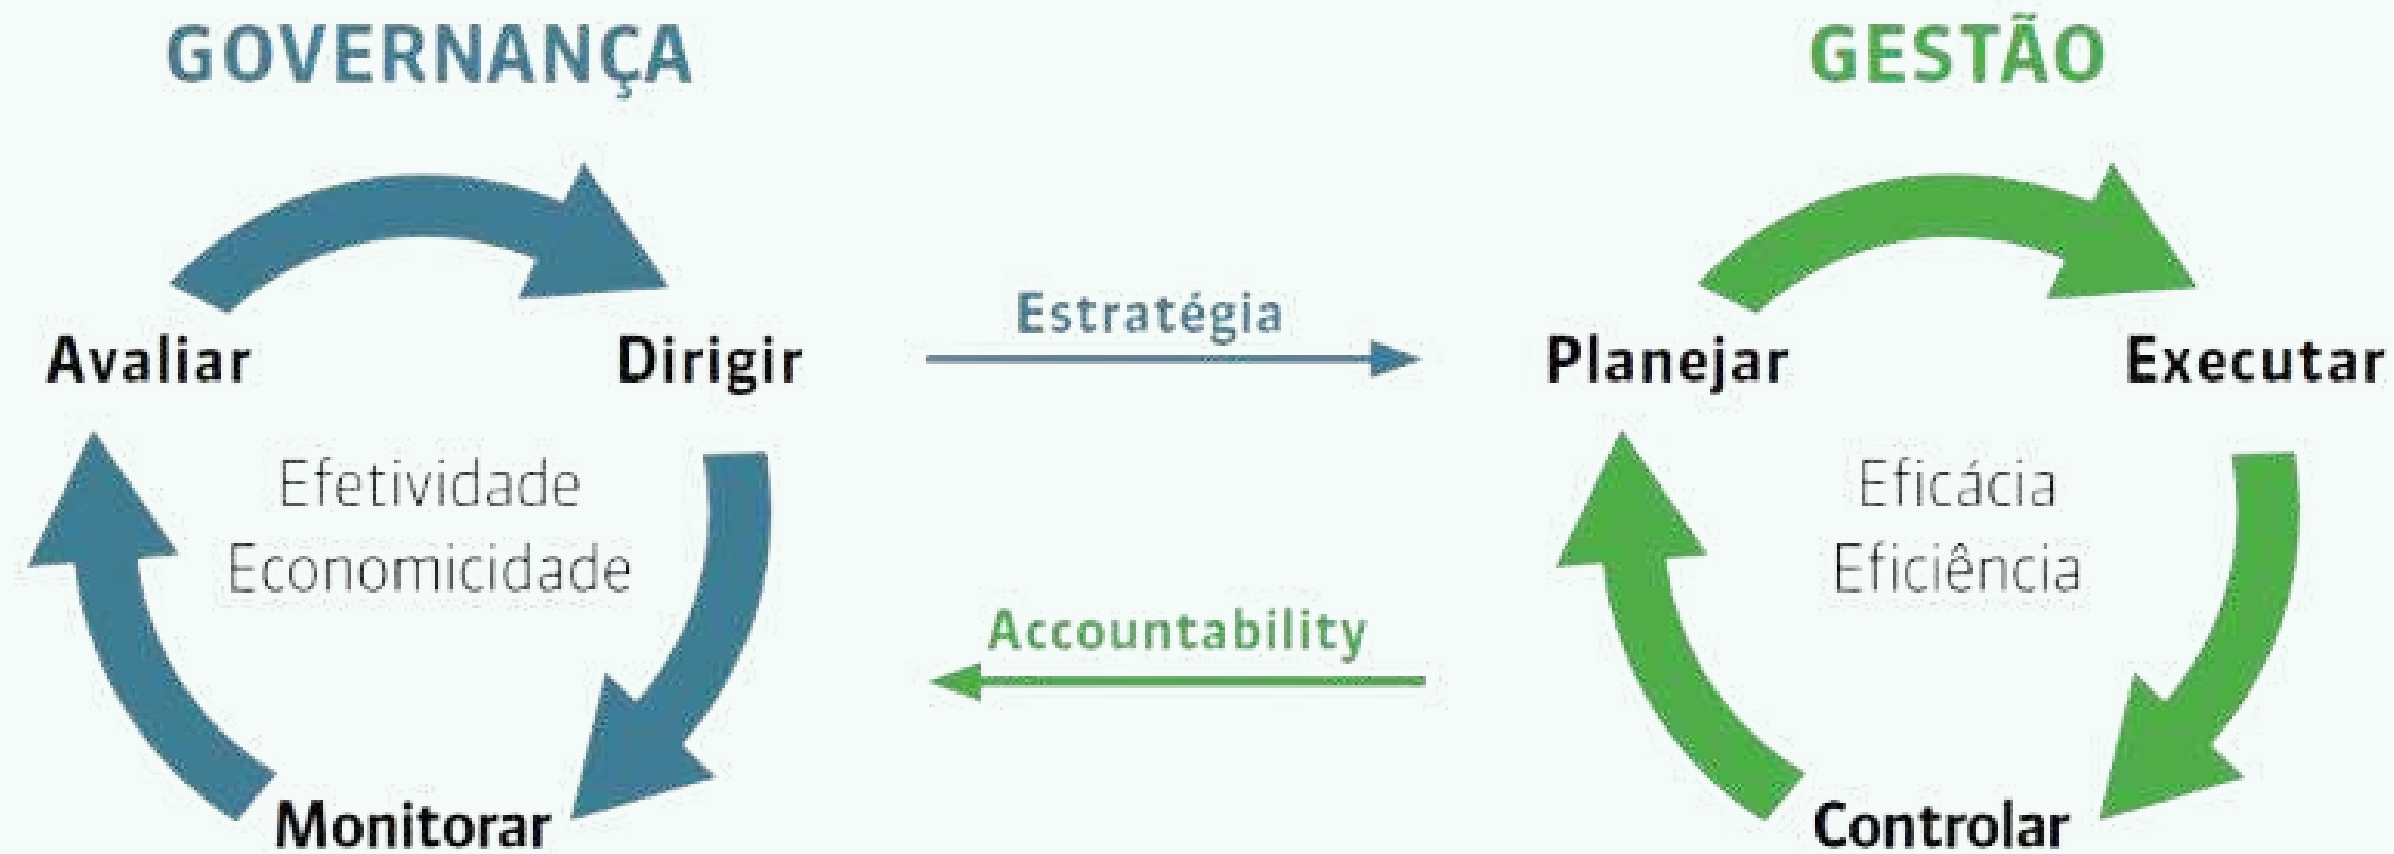 GOVERNANÇA
GESTÃO
Avaliar
Dirigir
Estratégia
Planejar
Executar
Efetividade
Economicidade
Eficácia
Eficiência
Accountability
Monitorar
Controlar